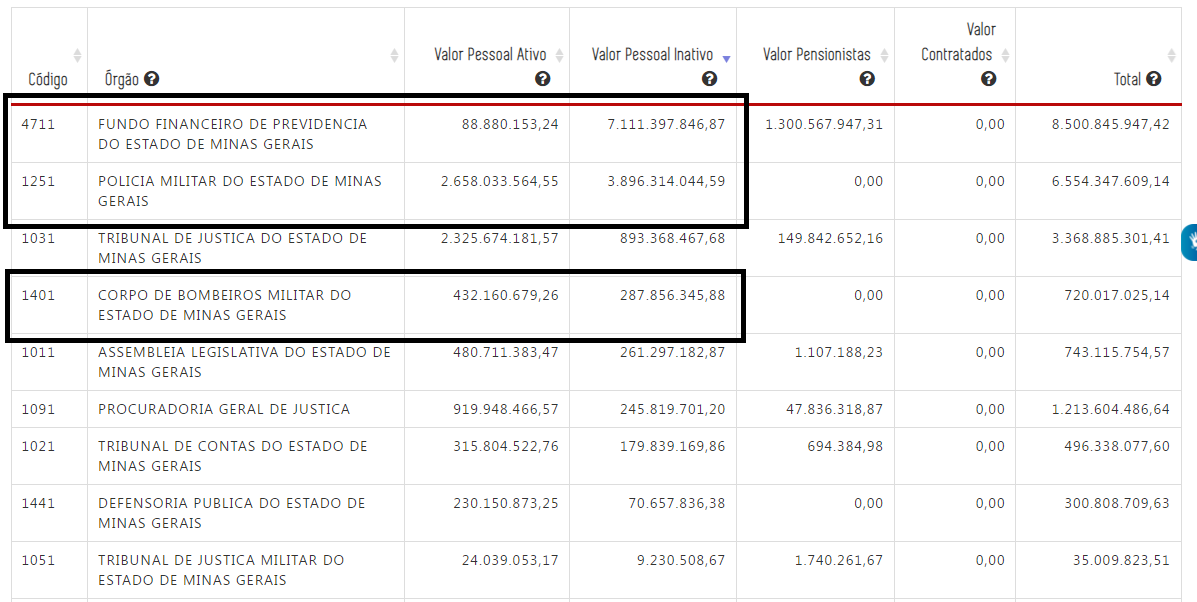 Valor
Valor Pessoal Ativo Valor Pessoal Inativo Valor Pensionistas Contratados
Código Órgão ? ? ? ? ? Total ?
4711 FUNDO FINANCEIRO DE PREVIDENCIA 88.880.153,24 7.111.397.846,87 1.300.567.947,31 0,00 8.500.845.947,42
DO ESTADO DE MINAS GERAIS
1251 POLICIA MILITAR DO ESTADO DE MINAS 2.658.033.564,55 3.896.314.044,59 0,00 0,00 6.554.347.609,14
GERAIS
1031 TRIBUNAL DE JUSTICA DO ESTADO DE 2.325.674.181,57 893.368.467,68 149.842.652,16 0,00 3.368.885.301,41
MINAS GERAIS
1401 CORPO DE BOMBEIROS MILITAR DO 432.160.679,26 287.856.345,88 0,00 0,00 720.017.025,14
ESTADO DE MINAS GERAIS
1011 ASSEMBLEIA LEGISLATIVA DO ESTADO DE 480.711.383,47 261.297.182,87 1.107.188,23 0,00 743.115.754,57
MINAS GERAIS
1091 PROCURADORIA GERAL DE JUSTICA 919.948.466,57 245.819.701,20 47.836.318,87 0,00 1.213.604.486,64
1021 TRIBUNAL DE CONTAS DO ESTADO DE 315.804.522,76 179.839.169,86 694.384,98 0,00 496.338.077,60
MINAS GERAIS
1441 DEFENSORIA PUBLICA DO ESTADO DE 230.150.873,25 70.657.836,38 0,00 0,00 300.808.709,63
MINAS GERAIS
1051 TRIBUNAL DE JUSTICA MILITAR DO 24.039.053,17 9.230.508,67 1.740.261,67 0,00 35.009.823,51
ESTADO DE MINAS GERAIS